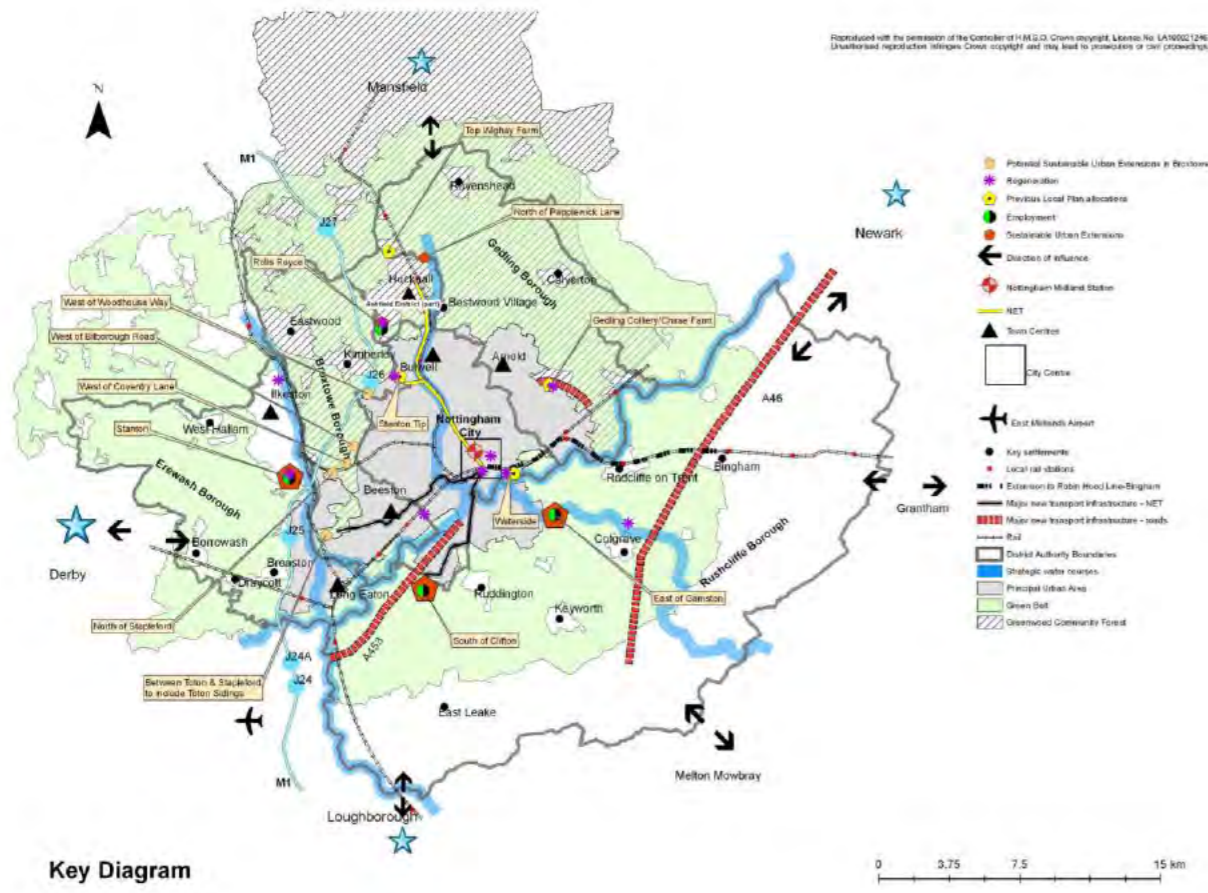 Reproduced with the permission of the Controller of H.M.S.O. Crown copyright, License No. LA100021246
Unauthorised reproduction infringes Crown copyright and may lead to prosecution or civil proceedings
Mansfield
N
Top Wighay Farm
M1
Ravenshead
North of Papplewick Lane
J27
Newark
Rolls Royce
Gedling Borough
Calverton
Hucknall
Ashfield District (part)
Bestwood Village
West of Woodhouse Way
Eastwood
Gedling Colliery/Chase Farm
West of Bilborough Road
Kimberley
Arnold
Bulwell
J26
West of Coventry Lane
Ilkeston
Broxtowe Borough
A46
Stanton Tip
West Hallam
Nottingham
City
Stanton
Erewash Borough
Bingham
Radcliffe on Trent
Beeston
Waterside
Grantham
J25
Cotgrave
Rushcliffe Borough
Borrowash
Derby
Breaston
Draycott
Long Eaton
Ruddington
East of Gamston
Keyworth
North of Stapleford
South of Clifton
A453
J24A
Between Toton & Stapleford,
to include Toton Sidings
J24
East Leake
M1
Melton Mowbray
Loughborough
Potential Sustainable Urban Extensions in Broxtowe
Regeneration
Previous Local Plan allocations
Employment
Sustainable Urban Extensions
Direction of influence
Nottingham Midland Station
NET
Town Centres
City Centre
East Midlands Airport
Key settlements
Local rail stations
Extension to Robin Hood Line-Bingham
Major new transport infrastructure - NET
Major new transport infrastructure - roads
Rail
District Authority Boundaries
Strategic water courses
Principal Urban Area
Green Belt
Greenwood Community Forest
Key Diagram
0 3.75 7.5 15 km